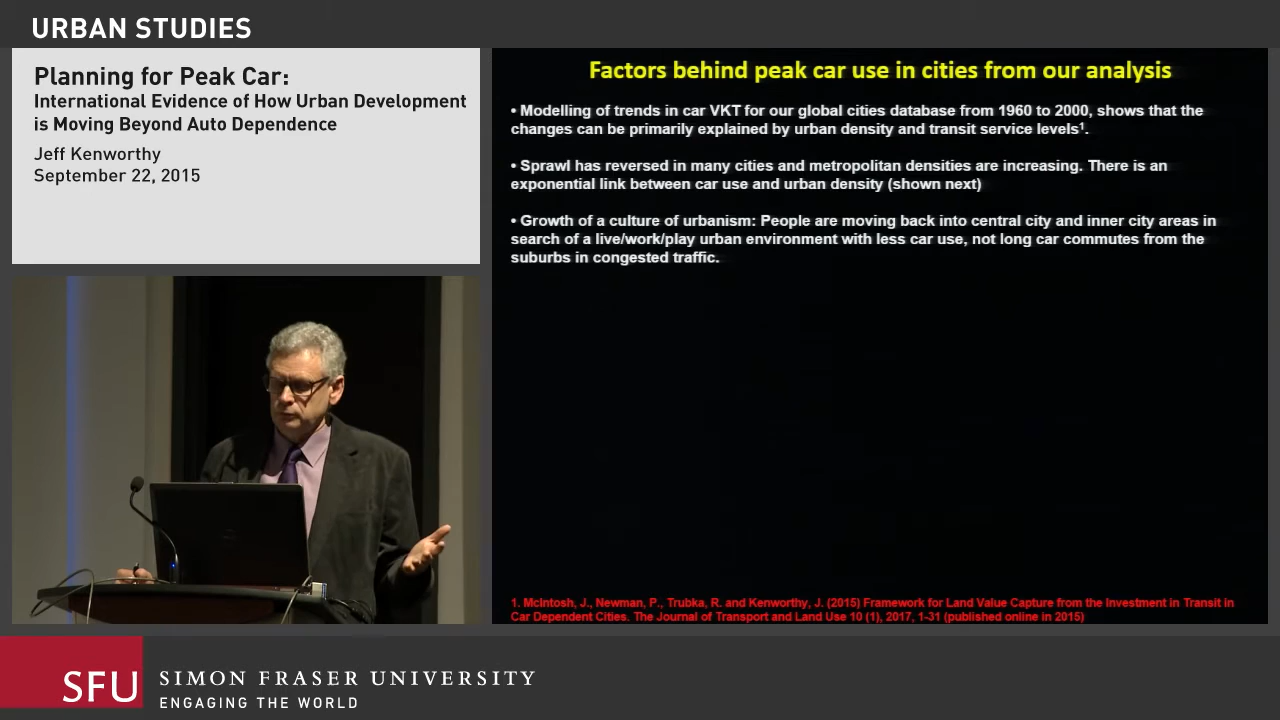 URBAN STUDIES
Planning for Peak Car:
International Evidence of How Urban Development
is Moving Beyond Auto Dependence
Jeff Kenworthy
September 22, 2015
Factors behind peak car use in cities from our analysis
• Modelling of trends in car VKT for our global cities database from 1960 to 2000, shows that the
changes can be primarily explained by urban density and transit service levels¹.
• Sprawl has reversed in many cities and metropolitan densities are increasing. There is an
exponential link between car use and urban density (shown next)
• Growth of a culture of urbanism: People are moving back into central city and inner city areas in
search of a live/work/play urban environment with less car use, not long car commutes from the
suburbs in congested traffic.
1. McIntosh, J., Newman, P., Trubka, R. and Kenworthy, J. (2015) Framework for Land Value Capture from the Investment in Transit in
Car Dependent Cities. The Journal of Transport and Land Use 10 (1), 2017, 1-31 (published online in 2015)
SFU
SIMON FRASER UNIVERSITY
ENGAGING THE WORLD